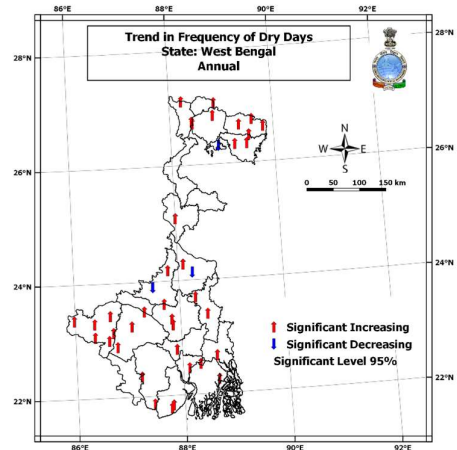 86°E
88°E
90°E
92°E
Trend in Frequency of Dry Days
State: West Bengal
Annual
28°N
28°N
N
W E
S
26°N
26°N
0 50 100 150 km
24°N
24°N
Significant Increasing
Significant Decreasing
Significant Level 95%
22°N
22°N
86°E
88°E
90°E
92°E